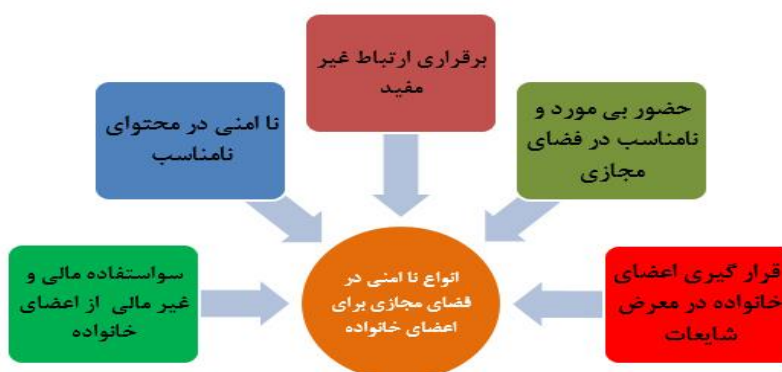 برقراری ارتباط غیر
مفید
حضور بی مورد و
نامناسب در فضای
مجازی
نا امنی در محتوای
نامناسب
قرار گیری اعضای
خانواده در معرض
شایعات
انواع نا امنی در
فضای مجازی برای
اعضای خانواده
سواستفاده مالی و
غیر مالی از اعضای
خانواده